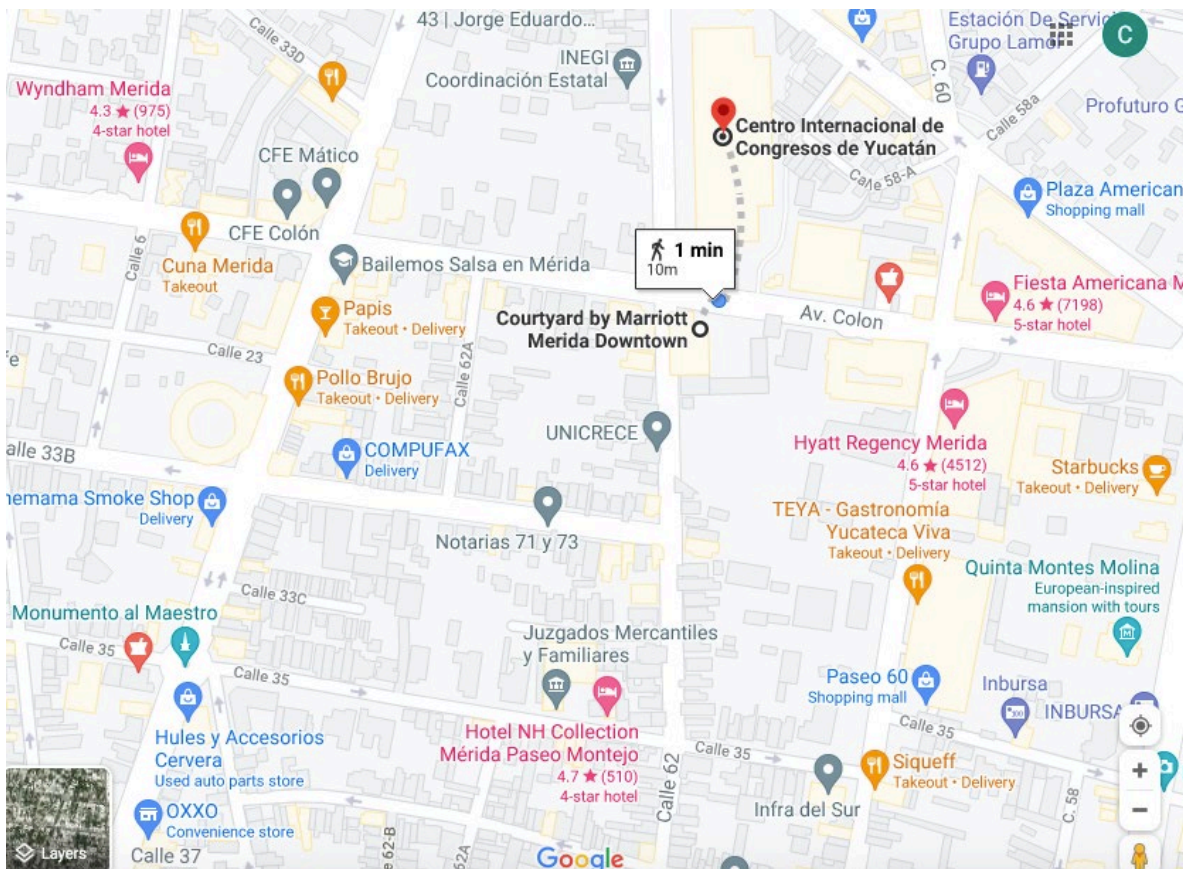 43 | Jorge Eduardo...
Estación De Servici
Grupo Lamo
C
INEGI
Coordinación Estatal
Calle 33D
C. 60
Wyndham Merida
4.3 ★ (975)
4-star hotel
Profuturo G
Calle 58a
Centro Internacional de
Congresos de Yucatán
CFE Mático
Calle 58-A
Plaza American
Shopping mall
CFE Colón
Calle 6
1 min
10m
Cuna Merida
Takeout
Bailemos Salsa en Mérida
Fiesta Americana M
4.6 ★ (7198)
5-star hotel
Papis
Takeout • Delivery
Courtyard by Marriott
Merida Downtown
Av. Colon
Calle 23
Calle 62A
Pollo Brujo
Takeout • Delivery
UNICRECE
Hyatt Regency Merida
4.6 ★ (4512)
5-star hotel
alle 33B
COMPUFAX
Delivery
Starbucks
Takeout • Delivery
nemama Smoke Shop
Delivery
TEYA - Gastronomía
Yucateca Viva
Takeout • Delivery
Notarias 71 y 73
Quinta Montes Molina
European-inspired
mansion with tours
Calle 33C
Monumento al Maestro
Juzgados Mercantiles
y Familiares
Calle 35
Calle 35
Paseo 60
Shopping mall
Inbursa
INBURSA
Hules y Accesorios
Cervera
Used auto parts store
Hotel NH Collection
Mérida Paseo Montejo
4.7 ★ (510)
4-star hotel
Calle 35
Calle 35
Calle 62
Siqueff
Takeout • Delivery
Infra del Sur
C. 58
OXXO
Convenience store
Layers
Calle 37
62-B
62A
Google